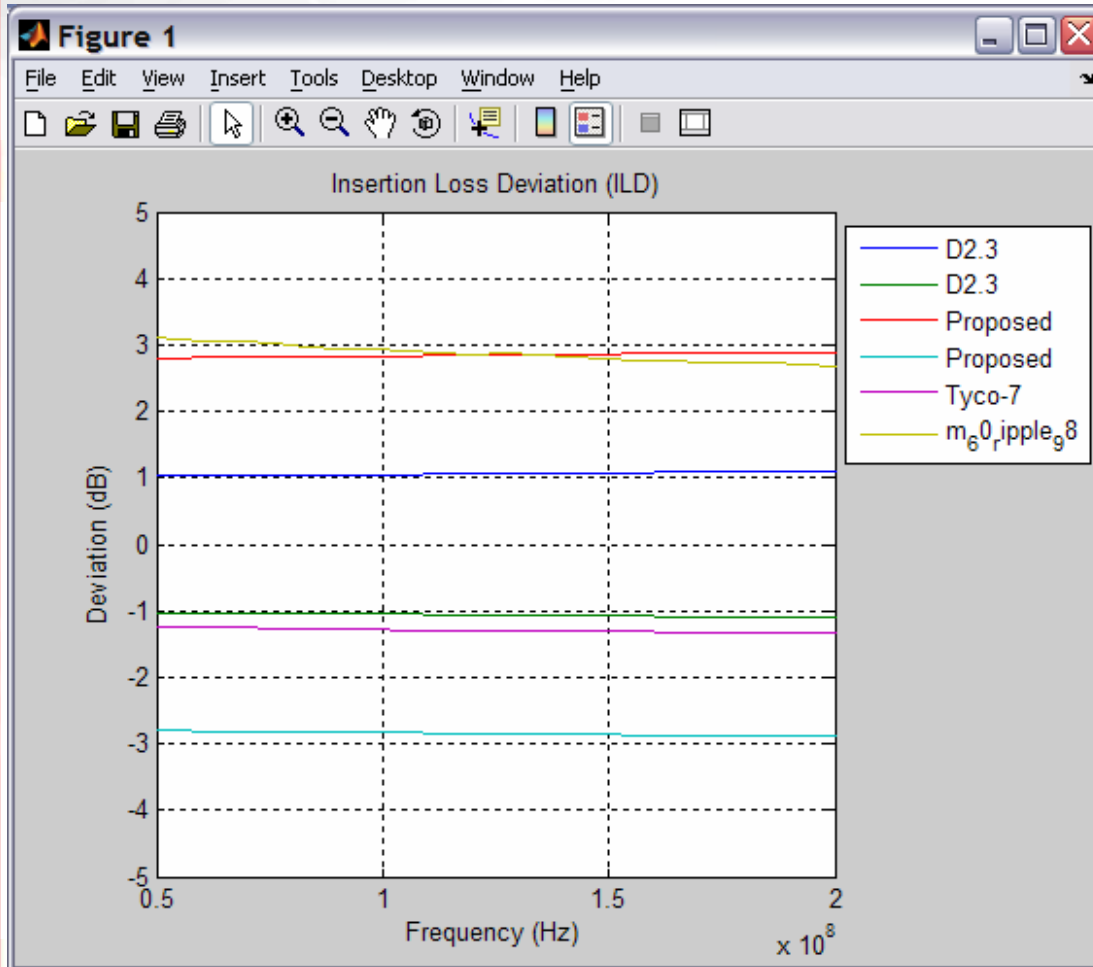 Figure 1
File Edit View Insert Tools Desktop Window Help
Insertion Loss Deviation (ILD)
5
4
3
2
1
0
-1
-2
-3
-4
-5
Deviation (dB)
0.5 1 1.5 2
Frequency (Hz)
x 10⁸
D2.3
D2.3
Proposed
Proposed
Tyco-7
m₆0ᵣipple₉8